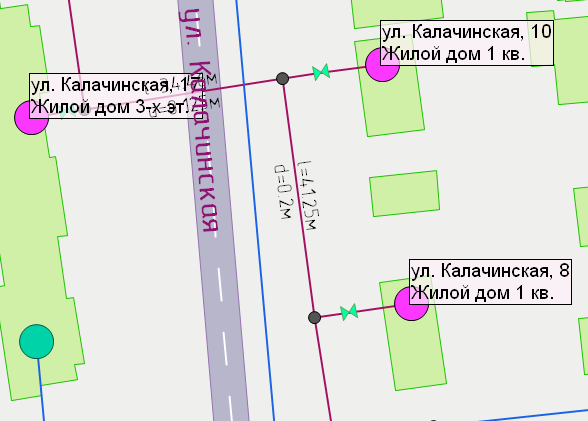 ул. Калачинская, 10
Жилой дом 1 кв.
ул. Калачинская, 17
Жилой дом 3-х эт.
ул. Калачинская
l=41.25м
d=0.2м
ул. Калачинская, 8
Жилой дом 1 кв.